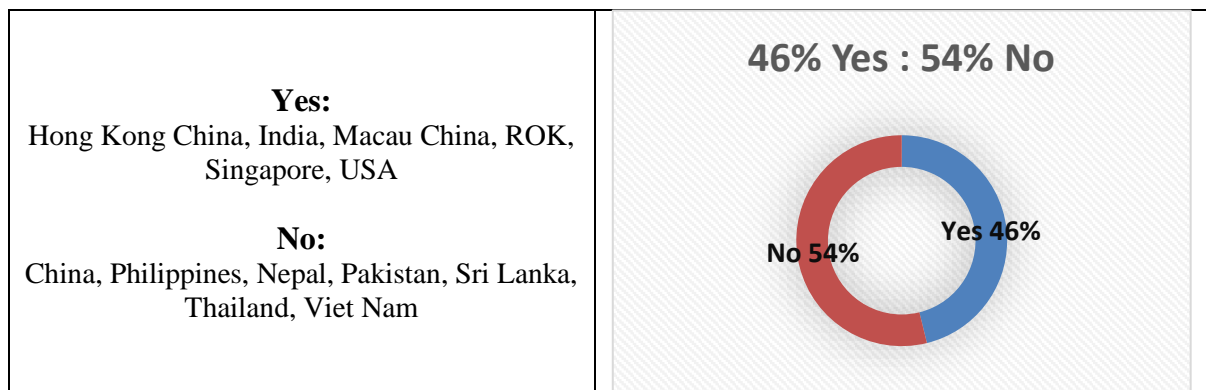 Yes:
Hong Kong China, India, Macau China, ROK,
Singapore, USA
No:
China, Philippines, Nepal, Pakistan, Sri Lanka,
Thailand, Viet Nam
46% Yes : 54% No
Yes 46%
No 54%